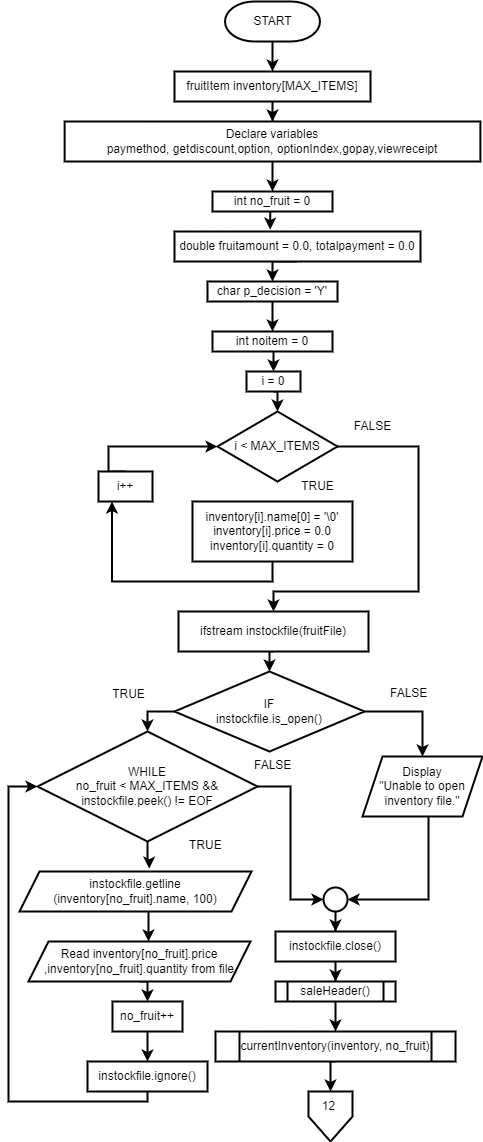 START
fruitItem inventory[MAX_ITEMS]
Declare variables
paymethod, getdiscount,option, optionIndex,gopay,viewreceipt
int no_fruit = 0
double fruitamount = 0.0, totalpayment = 0.0
char p_decision = 'Y'
int noitem = 0
i = 0
FALSE
i < MAX_ITEMS
i++
TRUE
inventory[i].name[0] = '\0'
inventory[i].price = 0.0
inventory[i].quantity = 0
ifstream instockfile(fruitFile)
TRUE
IF
instockfile.is_open()
FALSE
WHILE
no_fruit < MAX_ITEMS &&
instockfile.peek() != EOF
FALSE
Display
"Unable to open
inventory file."
TRUE
instockfile.getline
(inventory[no_fruit].name, 100)
Read inventory[no_fruit].price
,inventory[no_fruit].quantity from file
no_fruit++
instockfile.ignore()
instockfile.close()
saleHeader()
currentInventory(inventory, no_fruit)
12